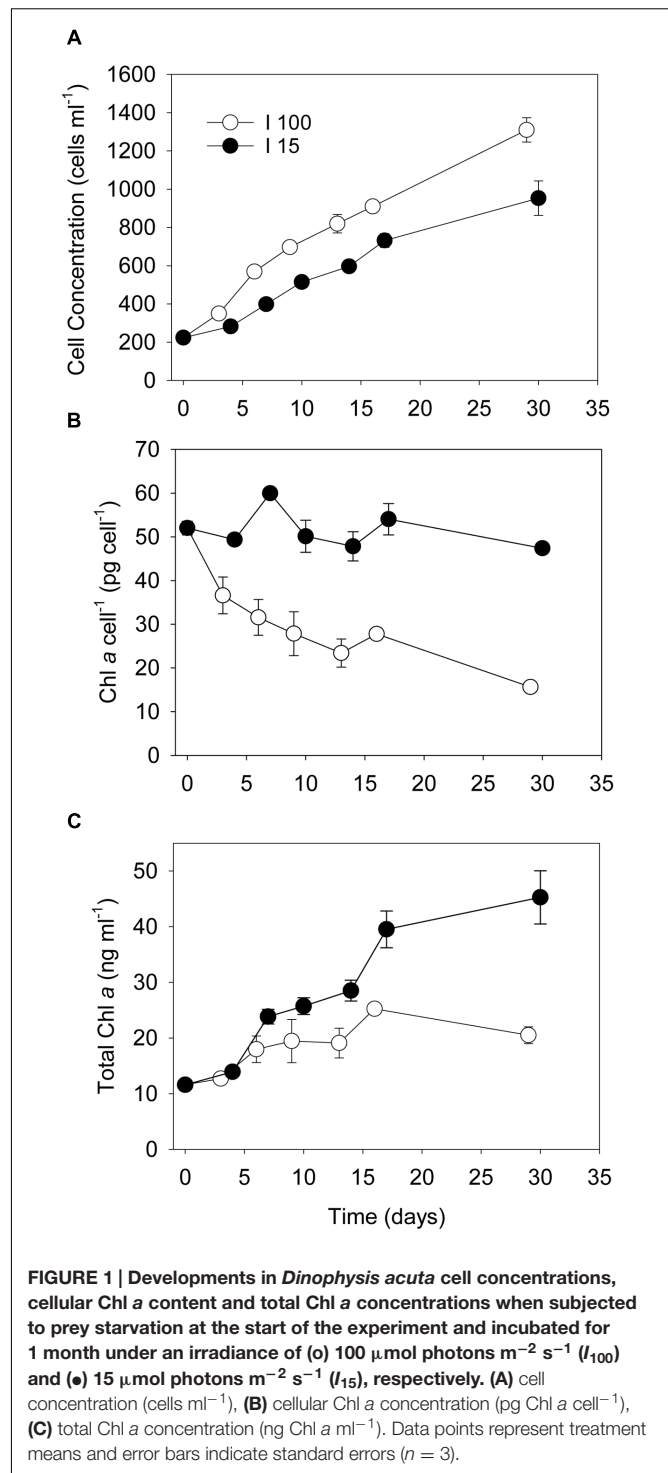 A
Cell Concentration (cells ml⁻¹)
1600
1400
1200
1000
800
600
400
200
0
I 100
I 15
0 5 10 15 20 25 30 35
B
Chl a cell⁻¹ (pg cell⁻¹)
70
60
50
40
30
20
10
0
0 5 10 15 20 25 30 35
C
Total Chl a (ng ml⁻¹)
50
40
30
20
10
0
0 5 10 15 20 25 30 35
Time (days)
FIGURE 1 | Developments in Dinophysis acuta cell concentrations,
cellular Chl a content and total Chl a concentrations when subjected
to prey starvation at the start of the experiment and incubated for
1 month under an irradiance of (o) 100 μmol photons m⁻² s⁻¹ (I₁₀₀)
and (●) 15 μmol photons m⁻² s⁻¹ (I₁₅), respectively. (A) cell
concentration (cells ml⁻¹), (B) cellular Chl a concentration (pg Chl a cell⁻¹),
(C) total Chl a concentration (ng Chl a ml⁻¹). Data points represent treatment
means and error bars indicate standard errors (n = 3).